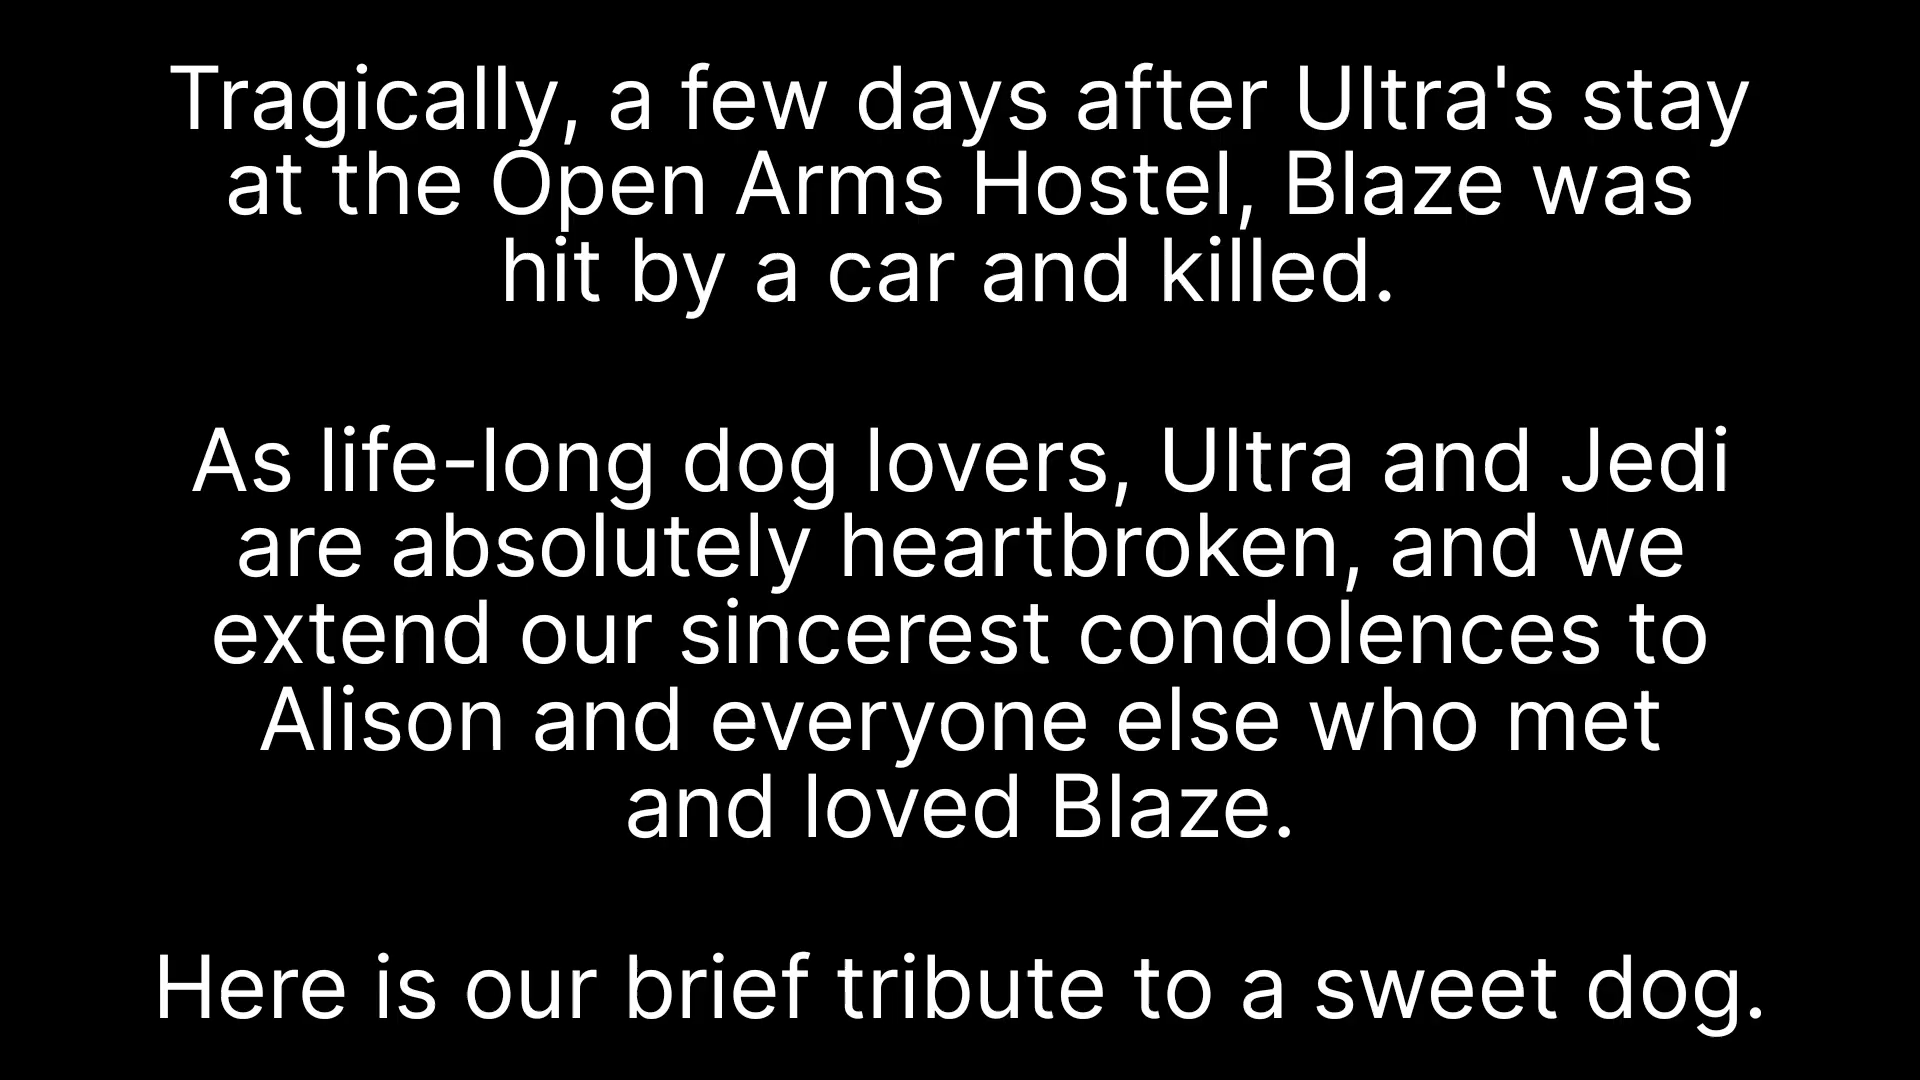 Tragically, a few days after Ultra's stay
at the Open Arms Hostel, Blaze was
hit by a car and killed.
As life-long dog lovers, Ultra and Jedi
are absolutely heartbroken, and we
extend our sincerest condolences to
Alison and everyone else who met
and loved Blaze.
Here is our brief tribute to a sweet dog.